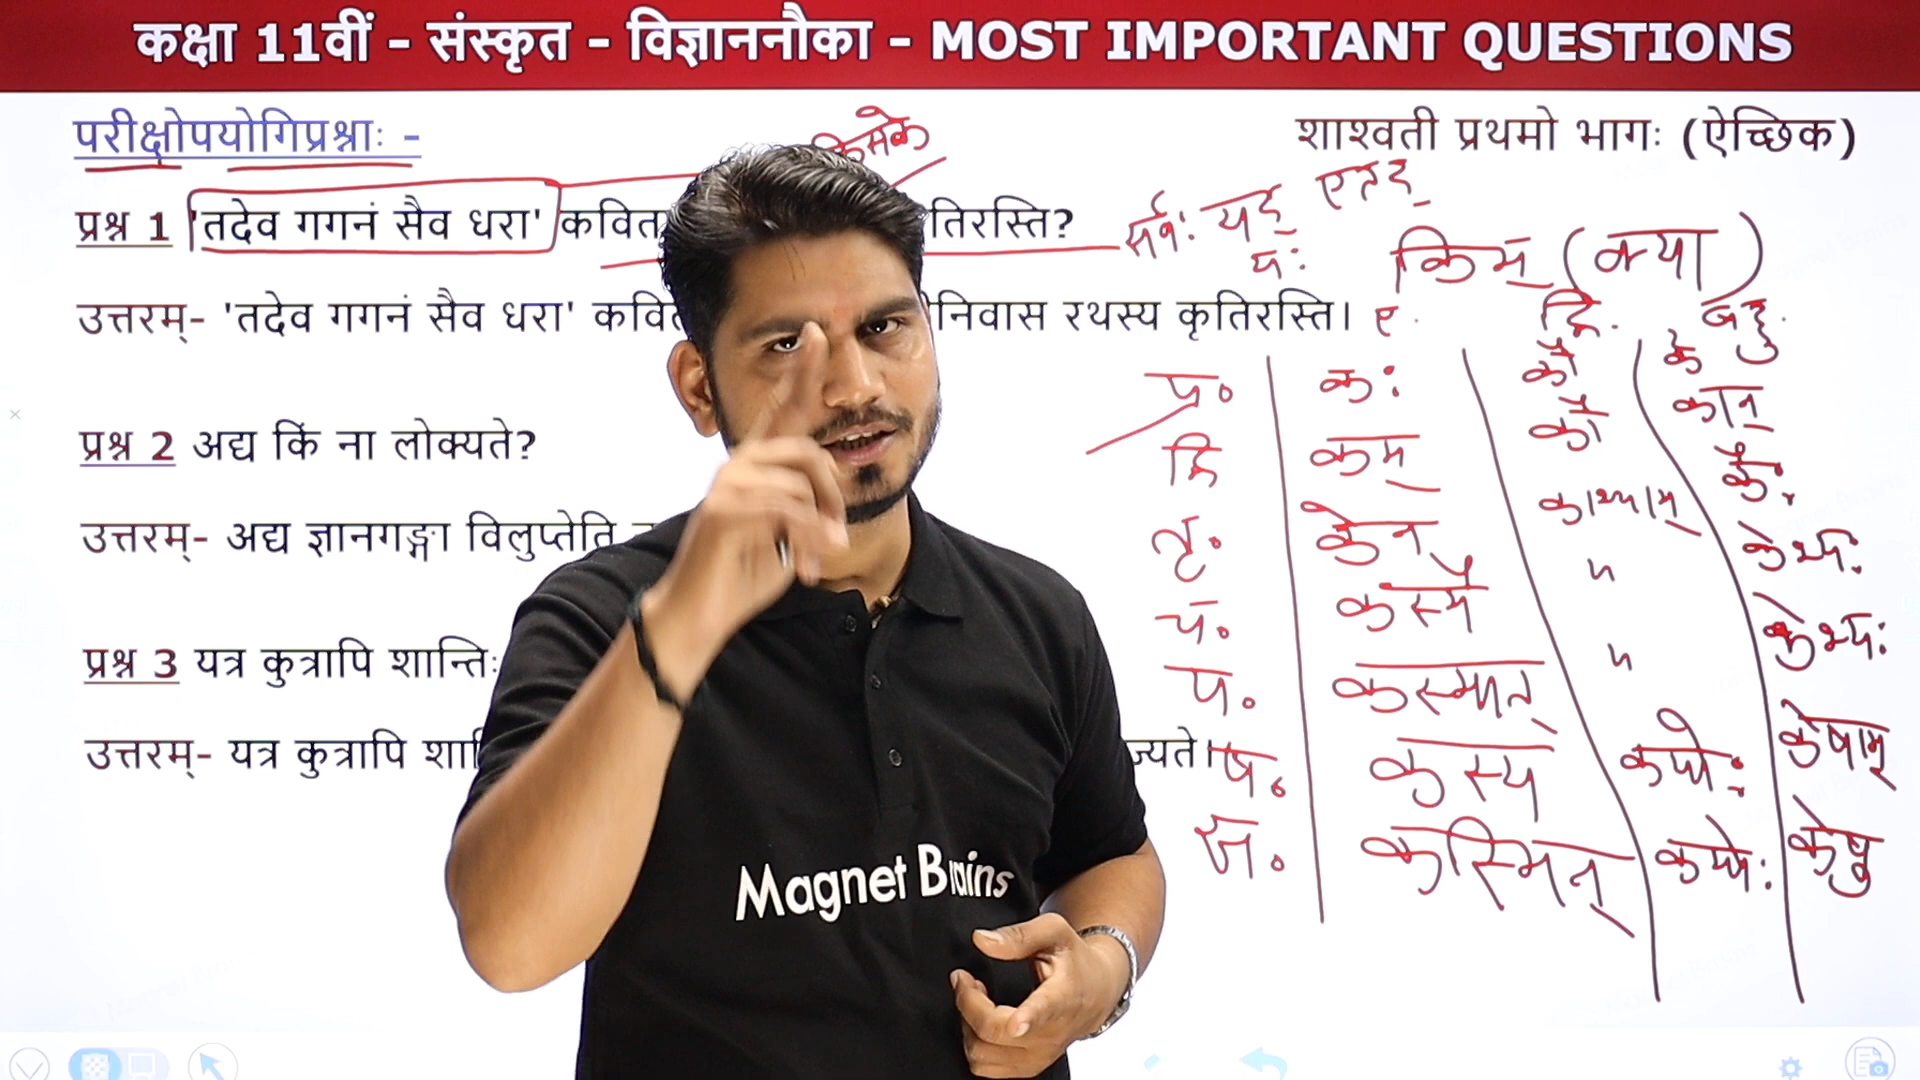 कक्षा 11वीं - संस्कृत - विज्ञाननौका - MOST IMPORTANT QUESTIONS
परीक्षोपयोगिप्रश्नाः -
शाश्वती प्रथमो भागः (ऐच्छिक)
किसके
प्रश्न 1 'तदेव गगनं सैव धरा' कवित तिरस्ति?
सर्व: यद् एतद्
य:
किम् (क्या)
उत्तरम्- 'तदेव गगनं सैव धरा' कवित निवास रथस्य कृतिरस्ति।
ए. द्वि. बहु.
प्र० क: कौ के
प्रश्न 2 अद्य किं ना लोक्यते?
द्वि कम् कौ कान्
उत्तरम्- अद्य ज्ञानगङ्गा विलुप्तेति
तृ० केन काभ्याम् कै:
च० कस्मै " केभ्य:
प्रश्न 3 यत्र कुत्रापि शान्तिः
प० कस्मात् " केभ्य:
उत्तरम्- यत्र कुत्रापि शा ज्यते।
ष० कस्य कयो: केषाम्
स० कस्मिन् कयो: केषु
Magnet Brains